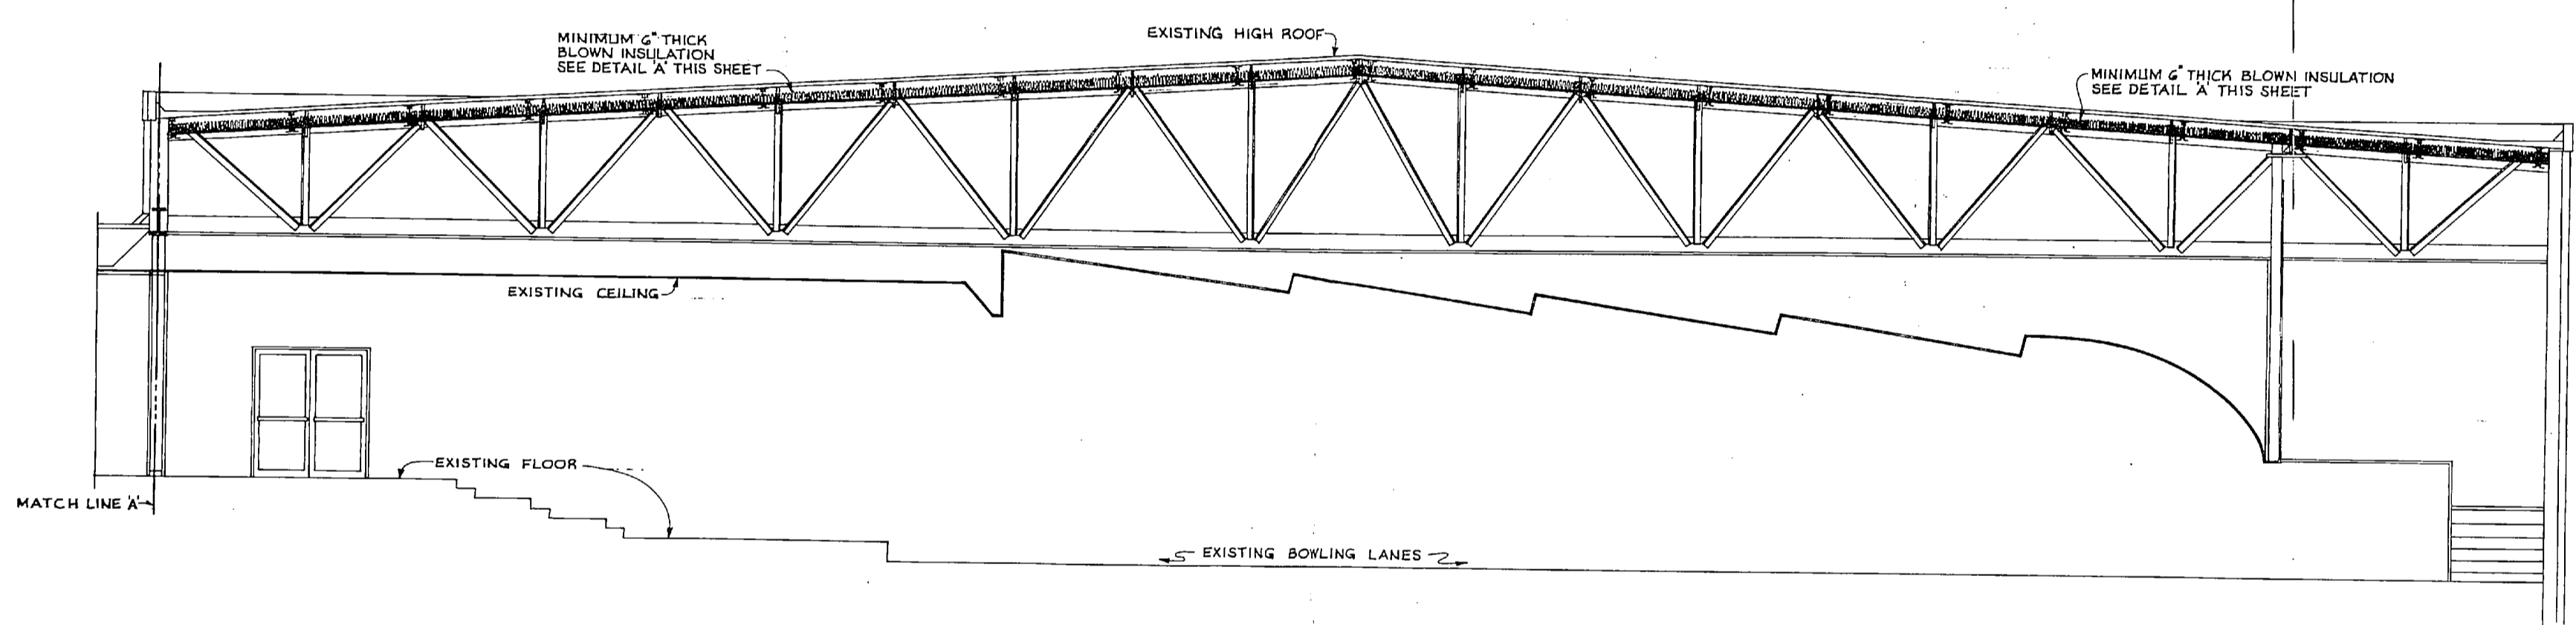 MINIMUM 6" THICK
BLOWN INSULATION
SEE DETAIL 'A' THIS SHEET
EXISTING HIGH ROOF
MINIMUM 6" THICK BLOWN INSULATION
SEE DETAIL 'A' THIS SHEET
EXISTING CEILING
EXISTING FLOOR
MATCH LINE 'A'
EXISTING BOWLING LANES